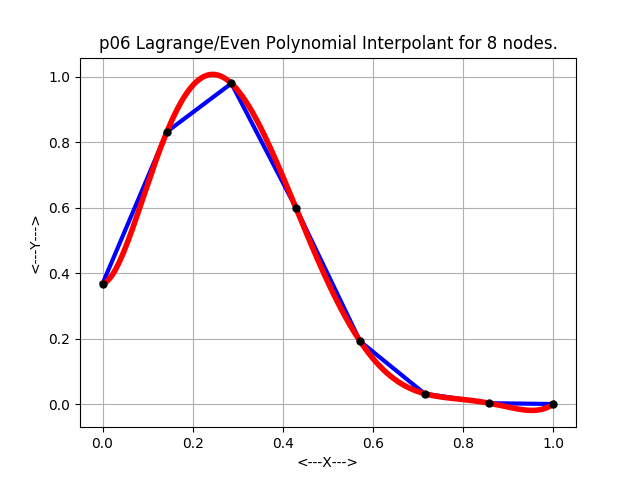 p06 Lagrange/Even Polynomial Interpolant for 8 nodes.
1.0
0.8
0.6
0.4
0.2
0.0
<---Y--->
0.0 0.2 0.4 0.6 0.8 1.0
<---X--->